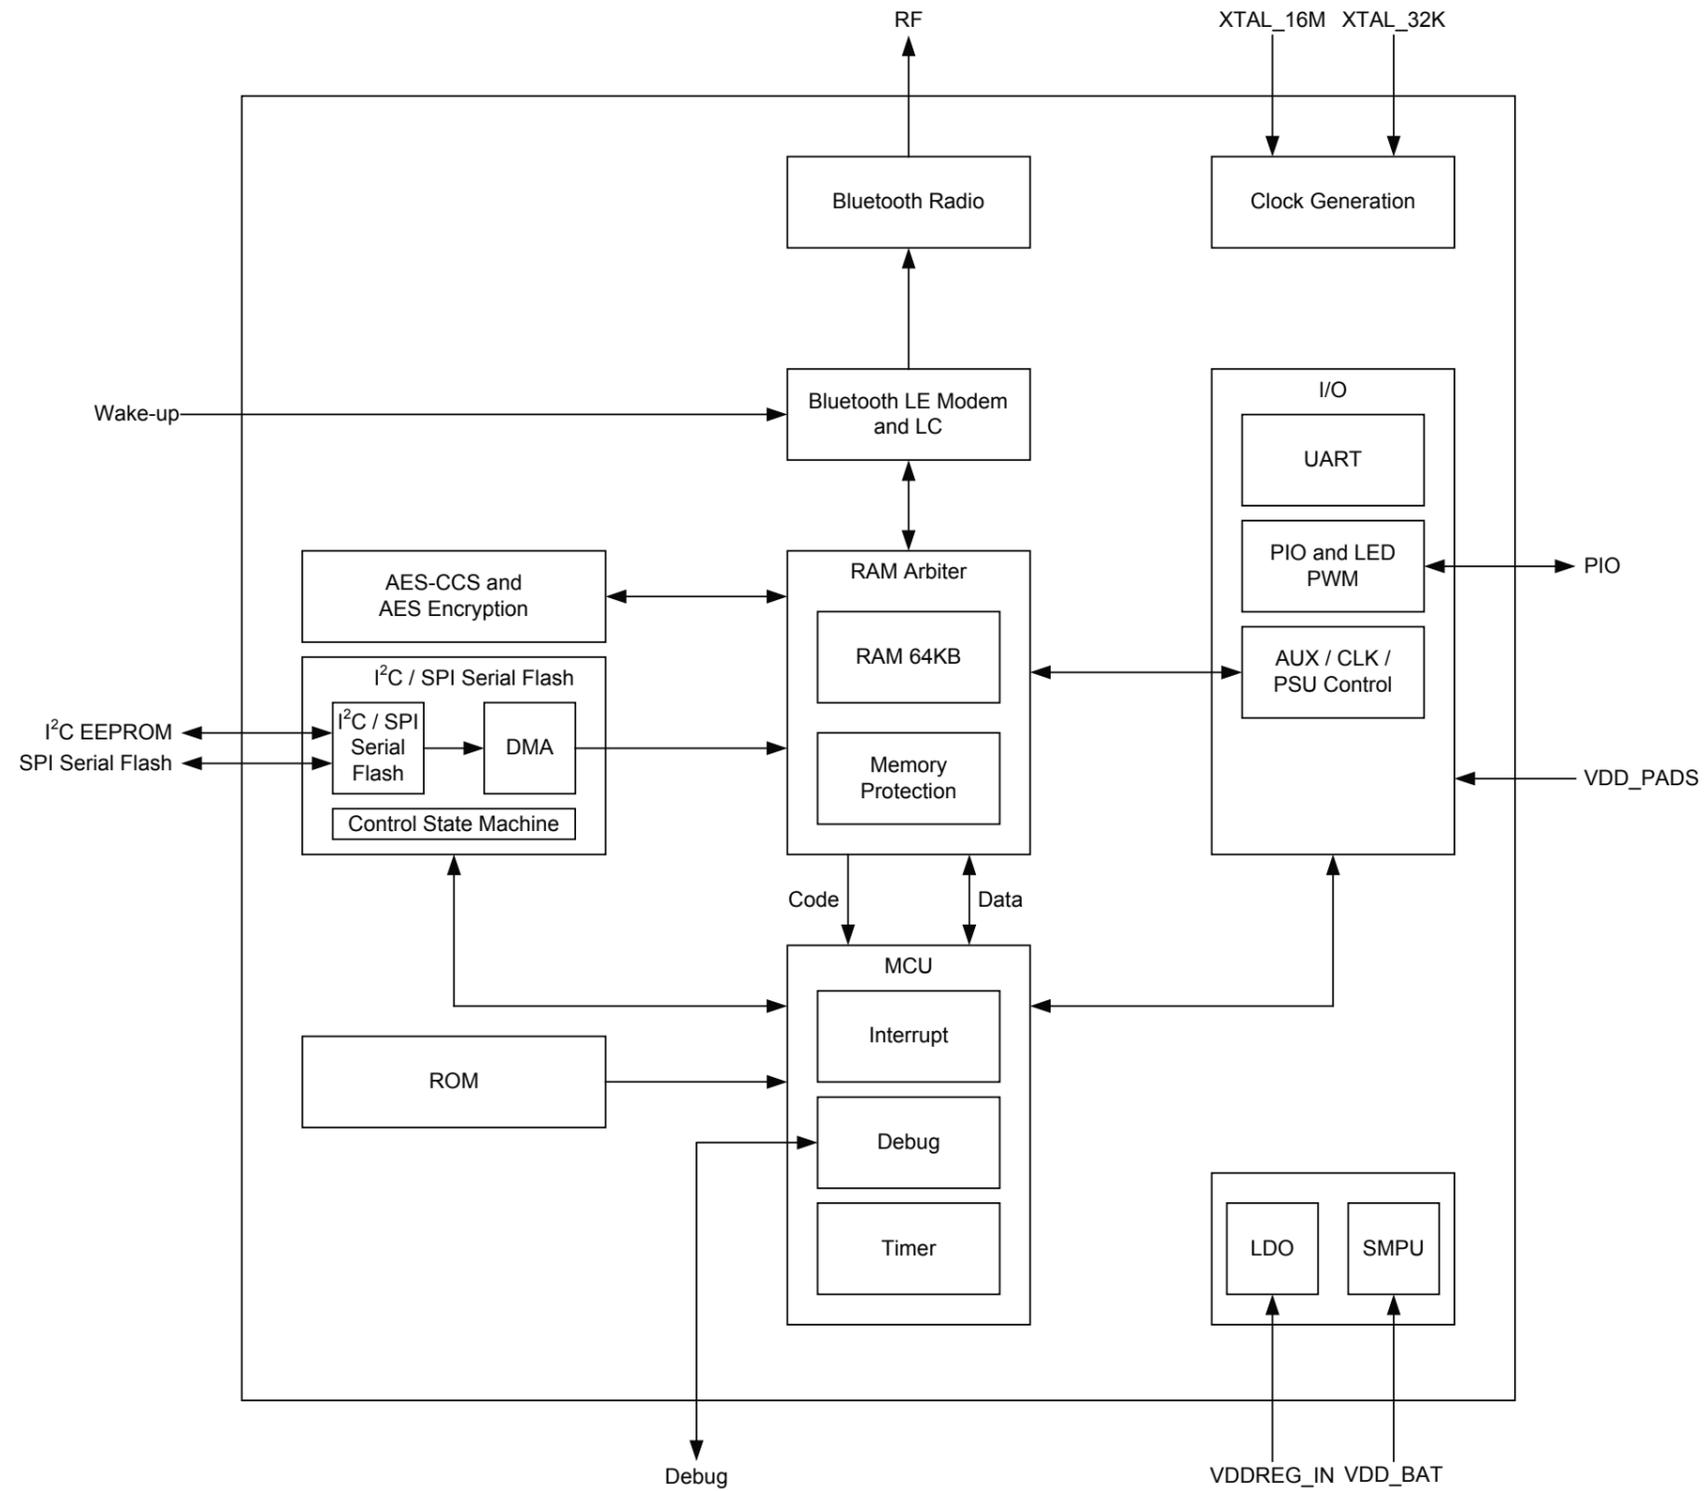 RF
XTAL_16M
XTAL_32K
Bluetooth Radio
Clock Generation
Wake-up
Bluetooth LE Modem
and LC
I/O
UART
PIO and LED
PWM
PIO
AUX / CLK /
PSU Control
VDD_PADS
AES-CCS and
AES Encryption
RAM Arbiter
RAM 64KB
Memory
Protection
I²C / SPI Serial Flash
I²C / SPI
Serial
Flash
DMA
Control State Machine
I²C EEPROM
SPI Serial Flash
Code
Data
MCU
Interrupt
Debug
Timer
ROM
LDO
SMPU
Debug
VDDREG_IN
VDD_BAT